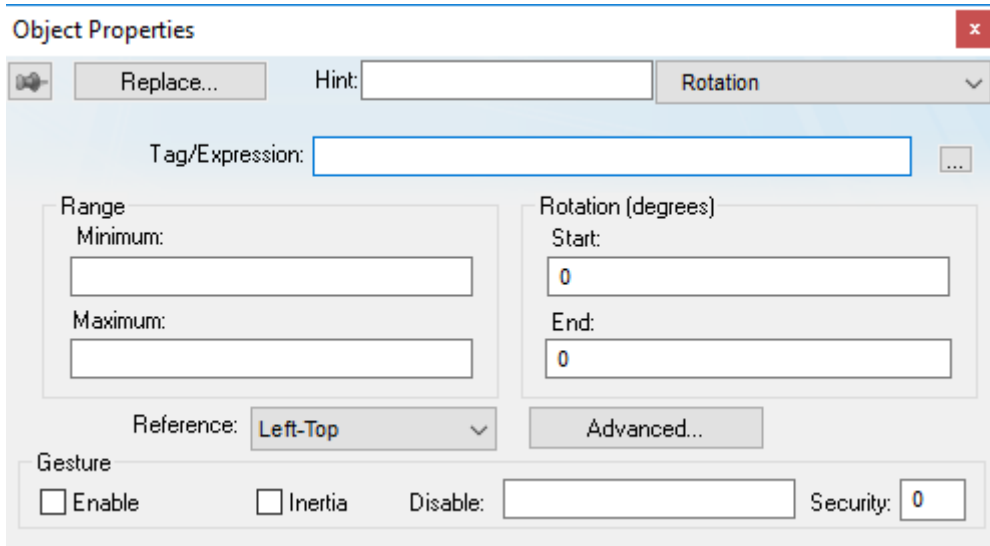 Object Properties
x
Replace... Hint: Rotation
Tag/Expression: ...
Range Rotation (degrees)
Minimum: Start:
0
Maximum: End:
0
Reference: Left-Top Advanced...
Gesture
Enable Inertia Disable: Security: 0